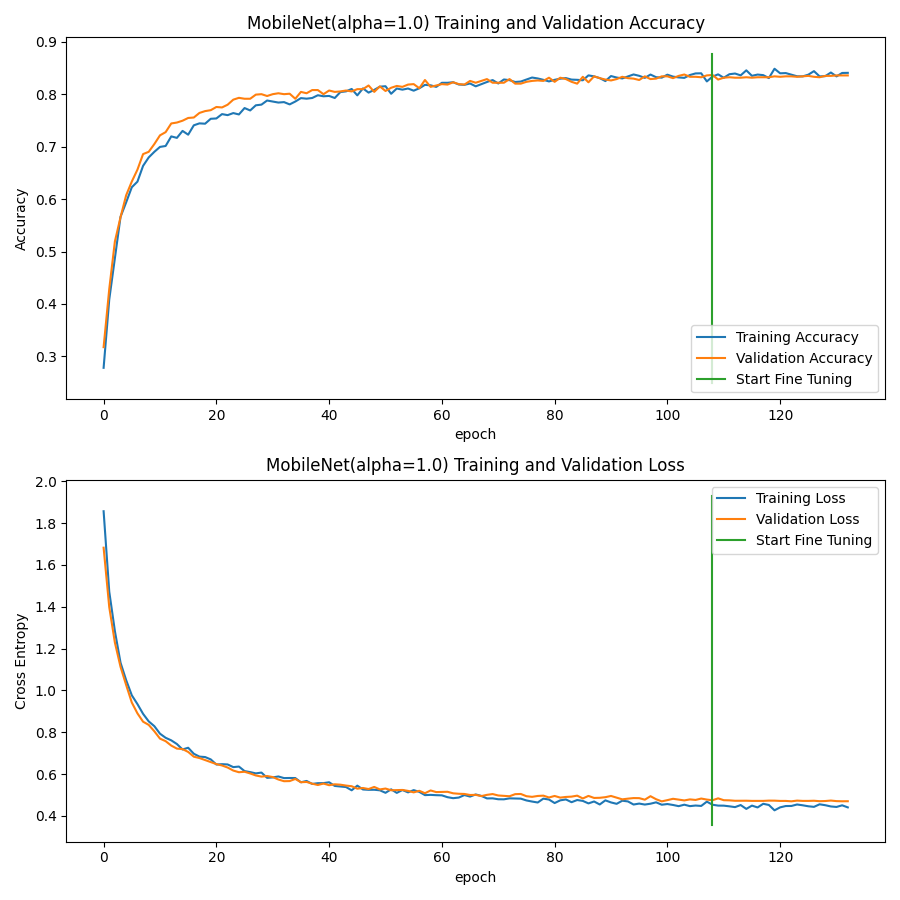 MobileNet(alpha=1.0) Training and Validation Accuracy
0.9
0.8
0.7
0.6
0.5
0.4
0.3
Accuracy
Training Accuracy
Validation Accuracy
Start Fine Tuning
0 20 40 60 80 100 120
epoch
MobileNet(alpha=1.0) Training and Validation Loss
2.0
1.8
1.6
1.4
1.2
1.0
0.8
0.6
0.4
Cross Entropy
Training Loss
Validation Loss
Start Fine Tuning
0 20 40 60 80 100 120
epoch